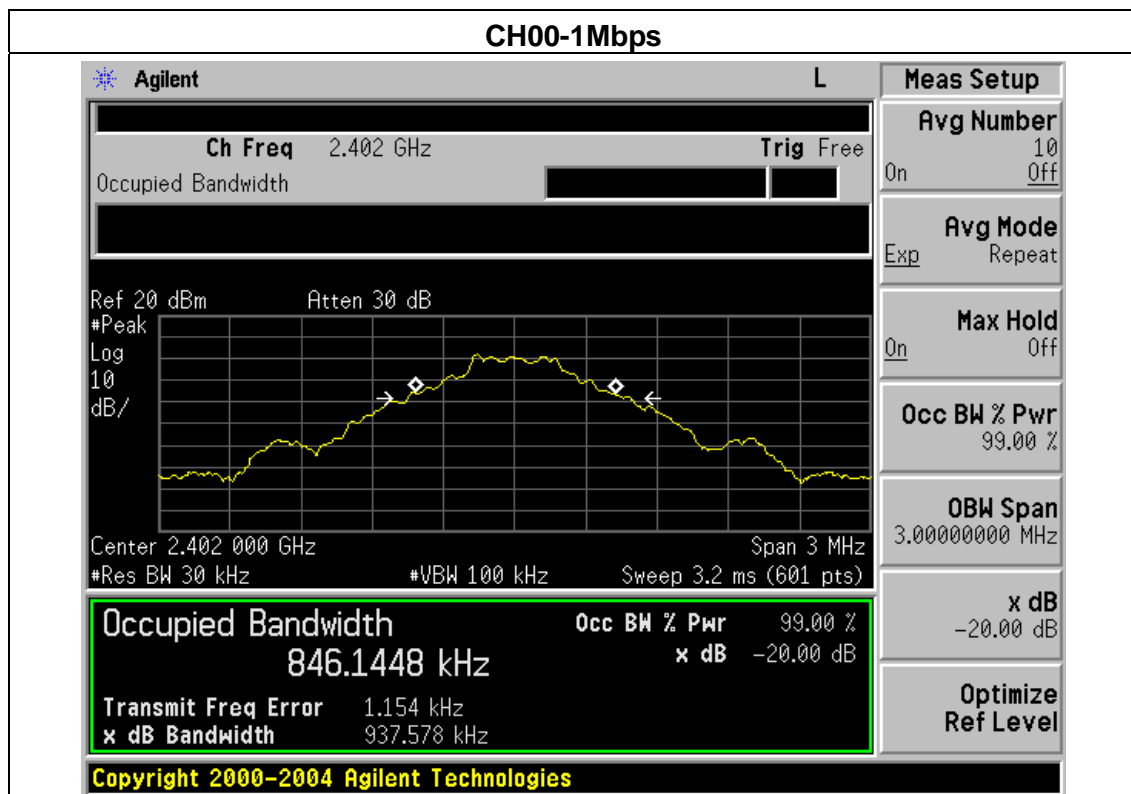 CH00-1Mbps
Agilent L
Ch Freq 2.402 GHz Trig Free
Occupied Bandwidth
Ref 20 dBm Atten 30 dB
#Peak
Log
10
dB/
Center 2.402 000 GHz Span 3 MHz
#Res BW 30 kHz #VBW 100 kHz Sweep 3.2 ms (601 pts)
Occupied Bandwidth Occ BW % Pwr 99.00 %
846.1448 kHz x dB -20.00 dB
Transmit Freq Error 1.154 kHz
x dB Bandwidth 937.578 kHz
Copyright 2000-2004 Agilent Technologies
Meas Setup
Avg Number
10
On Off
Avg Mode
Exp Repeat
Max Hold
On Off
Occ BW % Pwr
99.00 %
OBW Span
3.00000000 MHz
x dB
-20.00 dB
Optimize
Ref Level